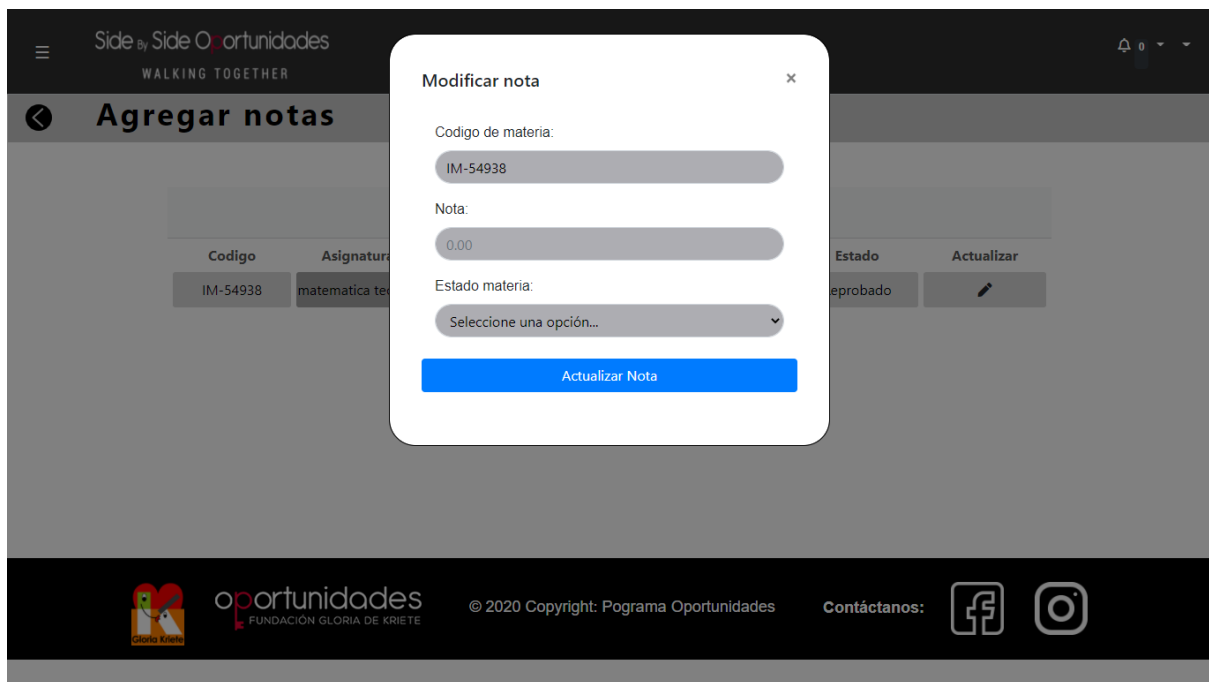 Side By Side Oportunidades
WALKING TOGETHER
0
Agregar notas
Modificar nota
×
Codigo de materia:
IM-54938
Nota:
0.00
Estado materia:
Seleccione una opción...
Actualizar Nota
Codigo Asignatura Estado Actualizar
IM-54938 matematica
oportunidades
FUNDACIÓN GLORIA DE KRIETE
Gloria Kriete
© 2020 Copyright: Pograma Oportunidades
Contáctanos: